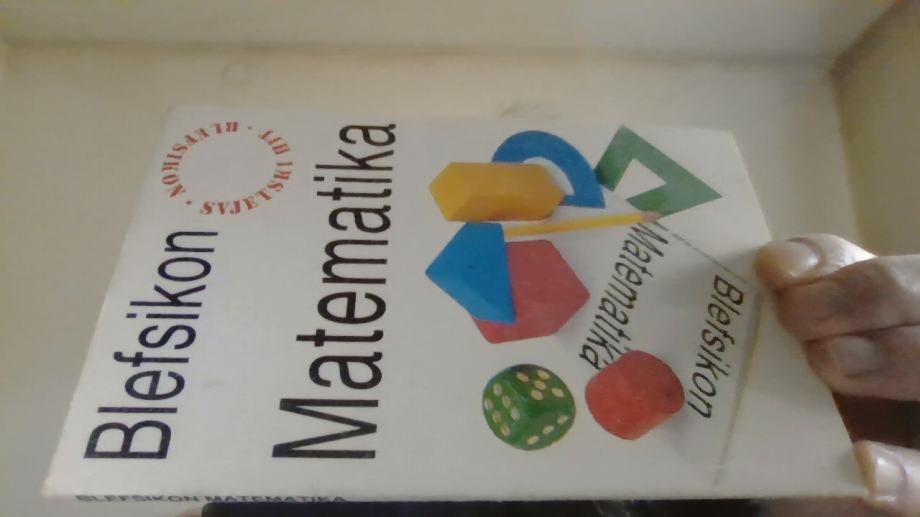 Blefsikon
SVJETSKI HIT · BLEFSIKON ·
Matematika
Matematika
Blefsikon
BLEFSIKON MATEMATIKA